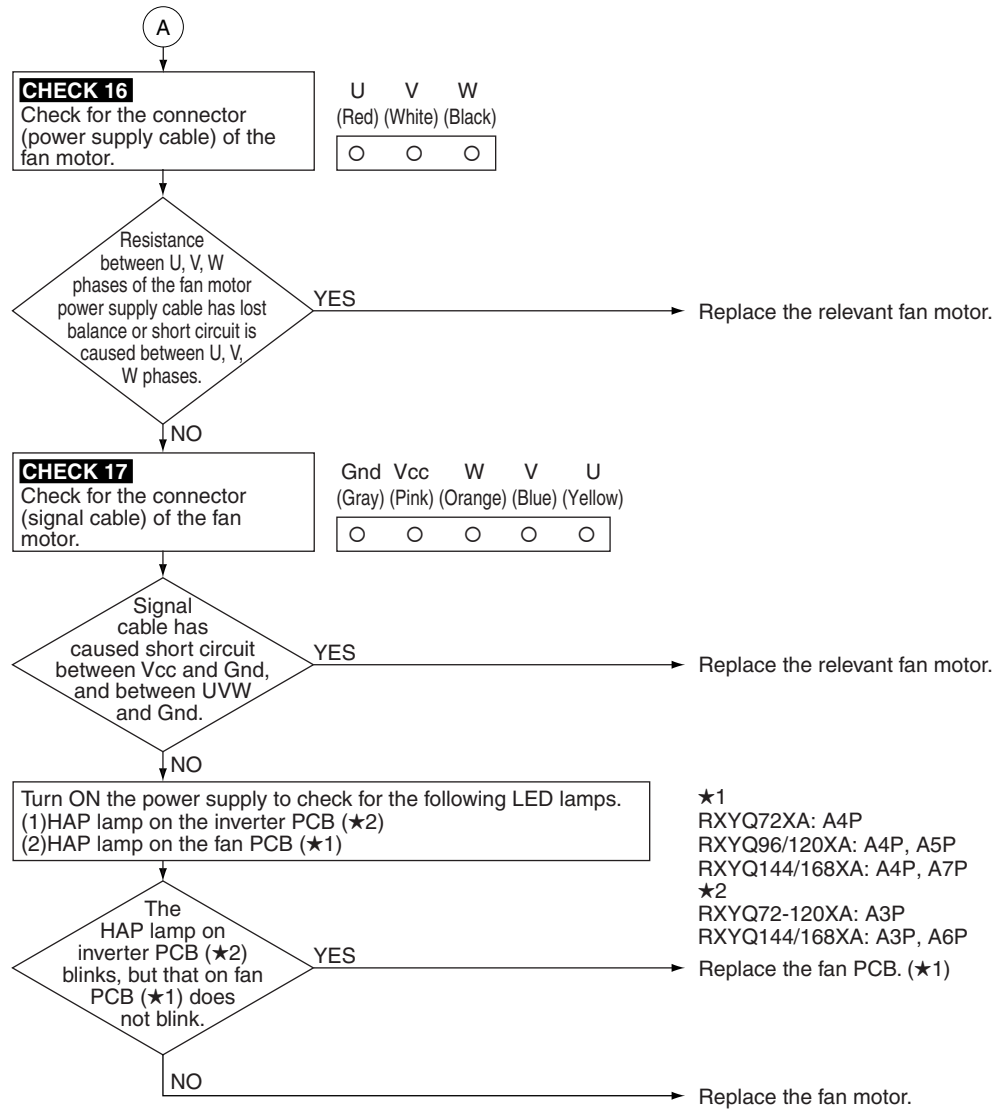 A
CHECK 16
Check for the connector
(power supply cable) of the
fan motor.
U V W
(Red) (White) (Black)
Resistance
between U, V, W
phases of the fan motor
power supply cable has lost
balance or short circuit is
caused between U, V,
W phases.
YES
Replace the relevant fan motor.
NO
CHECK 17
Check for the connector
(signal cable) of the fan
motor.
Gnd Vcc W V U
(Gray) (Pink) (Orange) (Blue) (Yellow)
Signal
cable has
caused short circuit
between Vcc and Gnd,
and between UVW
and Gnd.
YES
Replace the relevant fan motor.
NO
Turn ON the power supply to check for the following LED lamps.
(1)HAP lamp on the inverter PCB (★2)
(2)HAP lamp on the fan PCB (★1)
★1
RXYQ72XA: A4P
RXYQ96/120XA: A4P, A5P
RXYQ144/168XA: A4P, A7P
★2
RXYQ72-120XA: A3P
RXYQ144/168XA: A3P, A6P
The
HAP lamp on
inverter PCB (★2)
blinks, but that on fan
PCB (★1) does
not blink.
YES
Replace the fan PCB. (★1)
NO
Replace the fan motor.